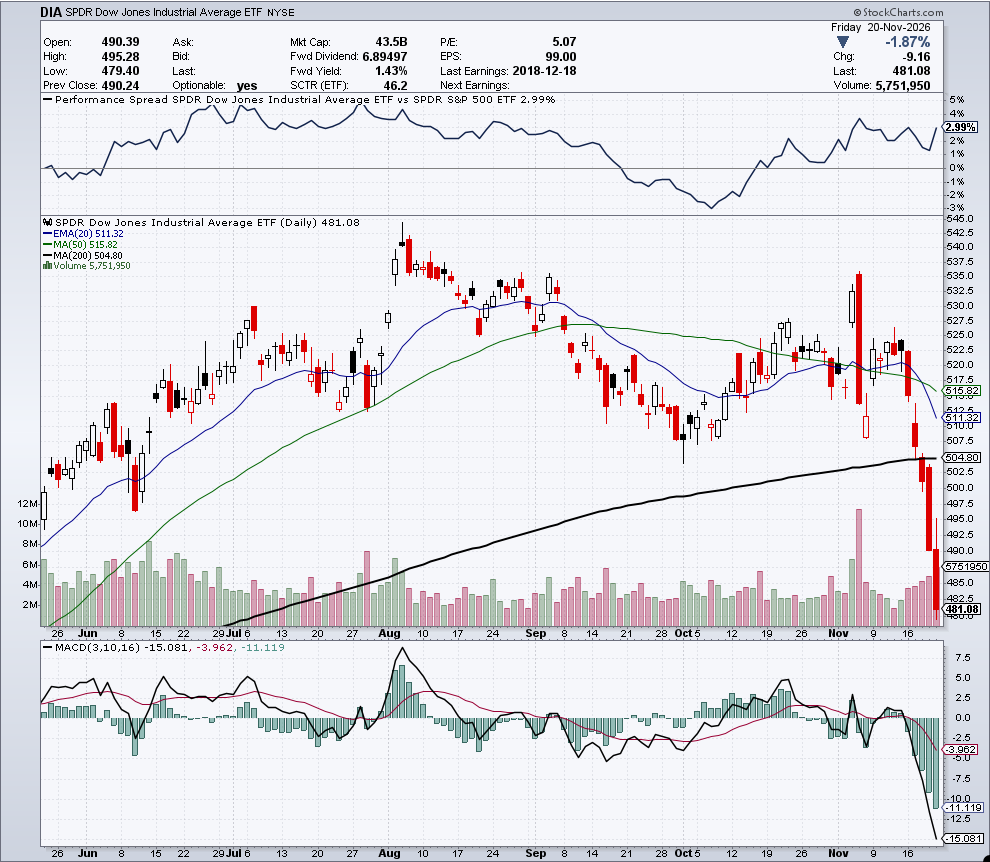 DIA SPDR Dow Jones Industrial Average ETF NYSE © StockCharts.com
Friday 20-Nov-2026
Open: 490.39 Ask: Mkt Cap: 43.5B P/E: 5.07 ▼ -1.87%
High: 495.28 Bid: Fwd Dividend: 6.89497 EPS: 99.00 Chg: -9.16
Low: 479.40 Last: Fwd Yield: 1.43% Last Earnings: 2018-12-18 Last: 481.08
Prev Close: 490.24 Optionable: yes SCTR (ETF): 46.2 Next Earnings: Volume: 5,751,950
Performance Spread SPDR Dow Jones Industrial Average ETF vs SPDR S&P 500 ETF 2.99%
5%
4%
2.99%
2%
1%
0%
-1%
-2%
-3%
SPDR Dow Jones Industrial Average ETF (Daily) 481.08
EMA(20) 511.32
MA(50) 515.82
MA(200) 504.80
Volume 5,751,950
545.0
542.5
540.0
537.5
535.0
532.5
530.0
527.5
525.0
522.5
520.0
517.5
515.82
512.5
511.32
510.0
507.5
504.80
502.5
500.0
497.5
495.0
492.5
490.0
5751950
485.0
482.5
481.08
480.0
12M
10M
8M
6M
4M
2M
26 Jun 8 15 22 29 Jul 6 13 20 27 Aug 10 17 24 Sep 8 14 21 28 Oct 5 12 19 26 Nov 9 16
MACD(3,10,16) -15.081, -3.962, -11.119
7.5
5.0
2.5
0.0
-2.5
-3.962
-5.0
-7.5
-10.0
-11.119
-12.5
-15.081
26 Jun 8 15 22 29 Jul 6 13 20 27 Aug 10 17 24 Sep 8 14 21 28 Oct 5 12 19 26 Nov 9 16